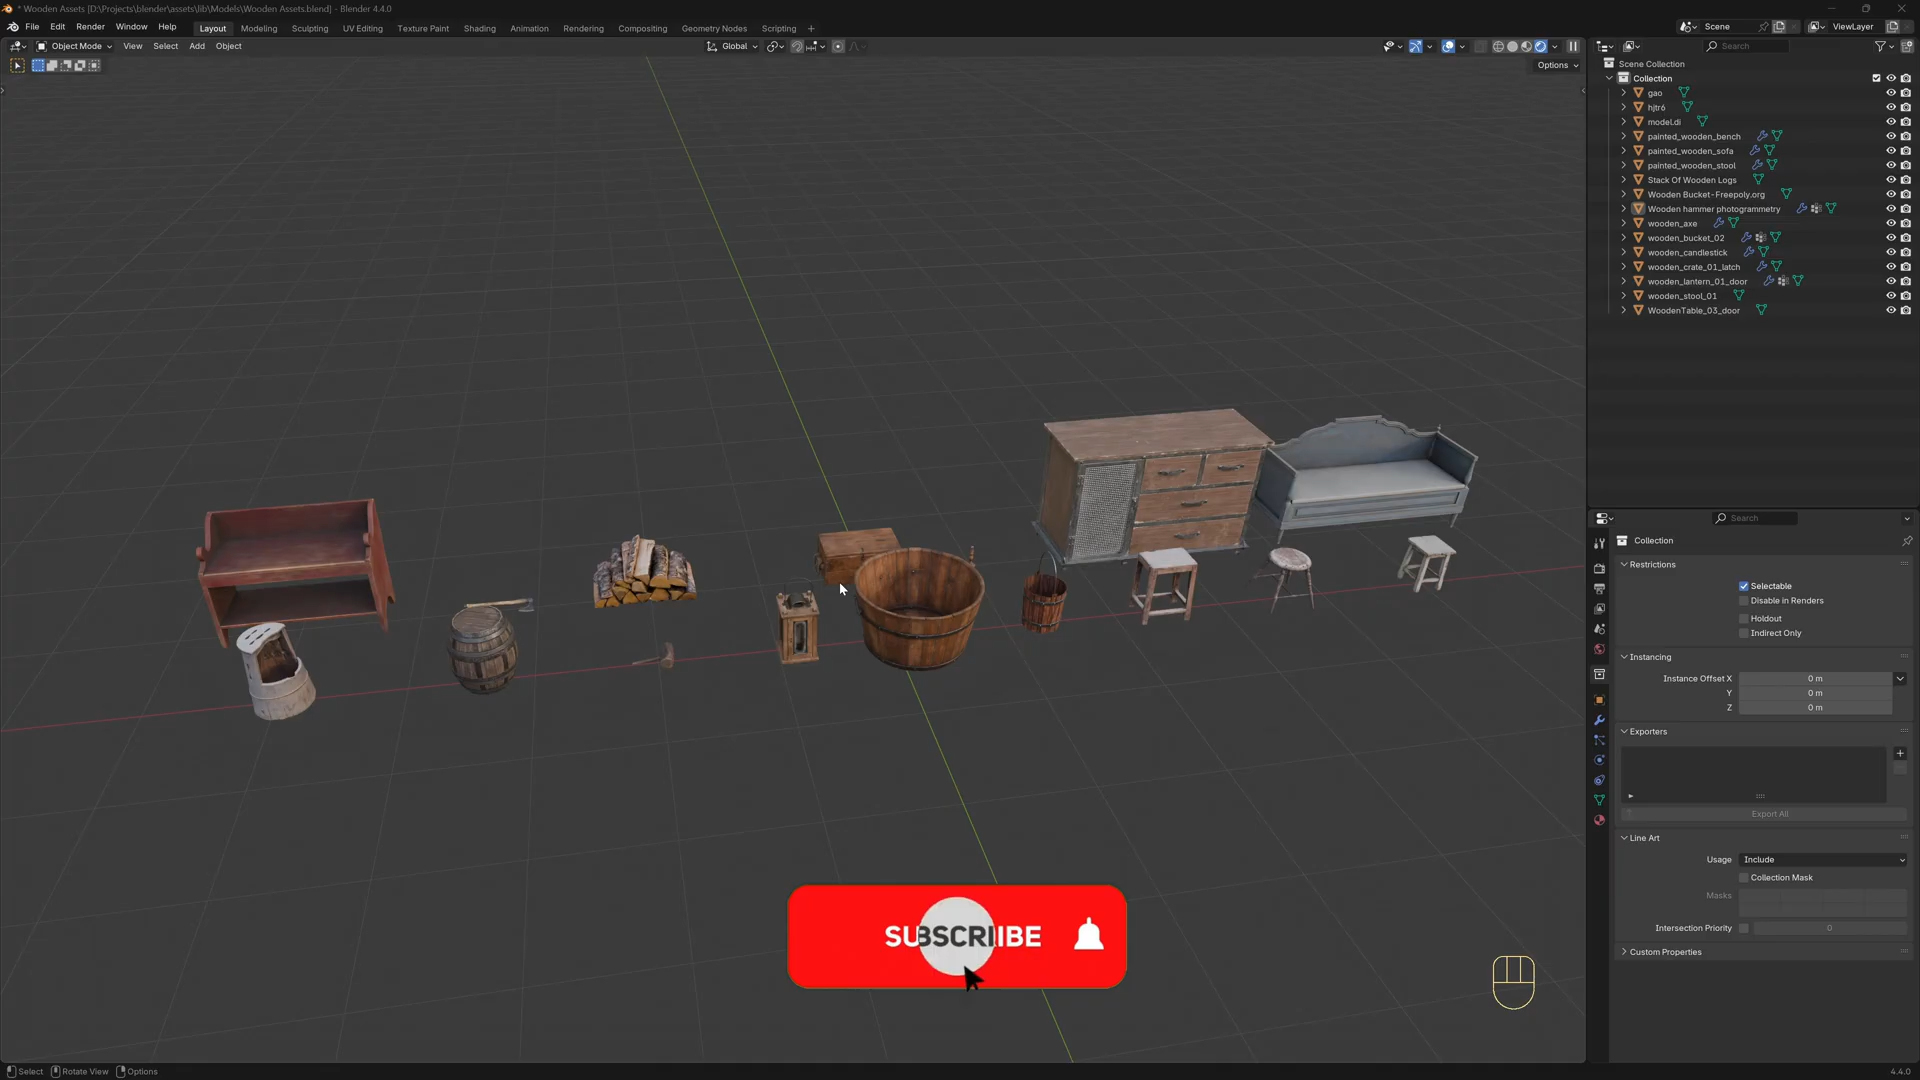 * Wooden Assets [D:\Projects\blender\assets\lib\Models\Wooden Assets.blend] - Blender 4.4.0
File Edit Render Window Help Layout Modeling Sculpting UV Editing Texture Paint Shading Animation Rendering Compositing Geometry Nodes Scripting + Scene ViewLayer
Object Mode View Select Add Object Global Search
Options
Scene Collection
Collection
gao
hjtró
model.di
painted_wooden_bench
painted_wooden_sofa
painted_wooden_stool
Stack Of Wooden Logs
Wooden Bucket-Freepoly.org
Wooden hammer photogrammetry
wooden_axe
wooden_bucket_02
wooden_candlestick
wooden_crate_01_latch
wooden_lantern_01_door
wooden_stool_01
WoodenTable_03_door
Search
Collection
Restrictions
Selectable
Disable in Renders
Holdout
Indirect Only
Instancing
Instance Offset X 0 m
Y 0 m
Z 0 m
Exporters
Export All
Line Art
Usage Include
Collection Mask
Masks
Intersection Priority 0
Custom Properties
SUBSCRIBE
Select Rotate View Options 4.4.0